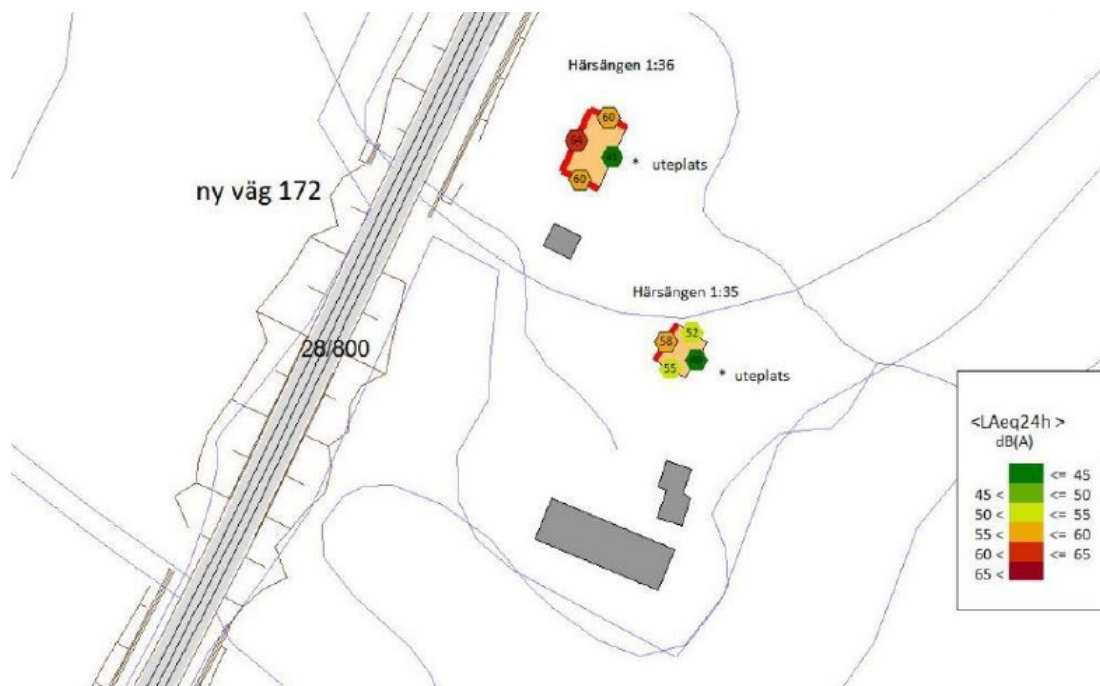 Härsängen 1:36
60
64
* uteplats
60
ny väg 172
Härsängen 1:35
52
58
55
* uteplats
28/800
<LAeq24h >
dB(A)
<= 45
45 < <= 50
50 < <= 55
55 < <= 60
60 < <= 65
65 <